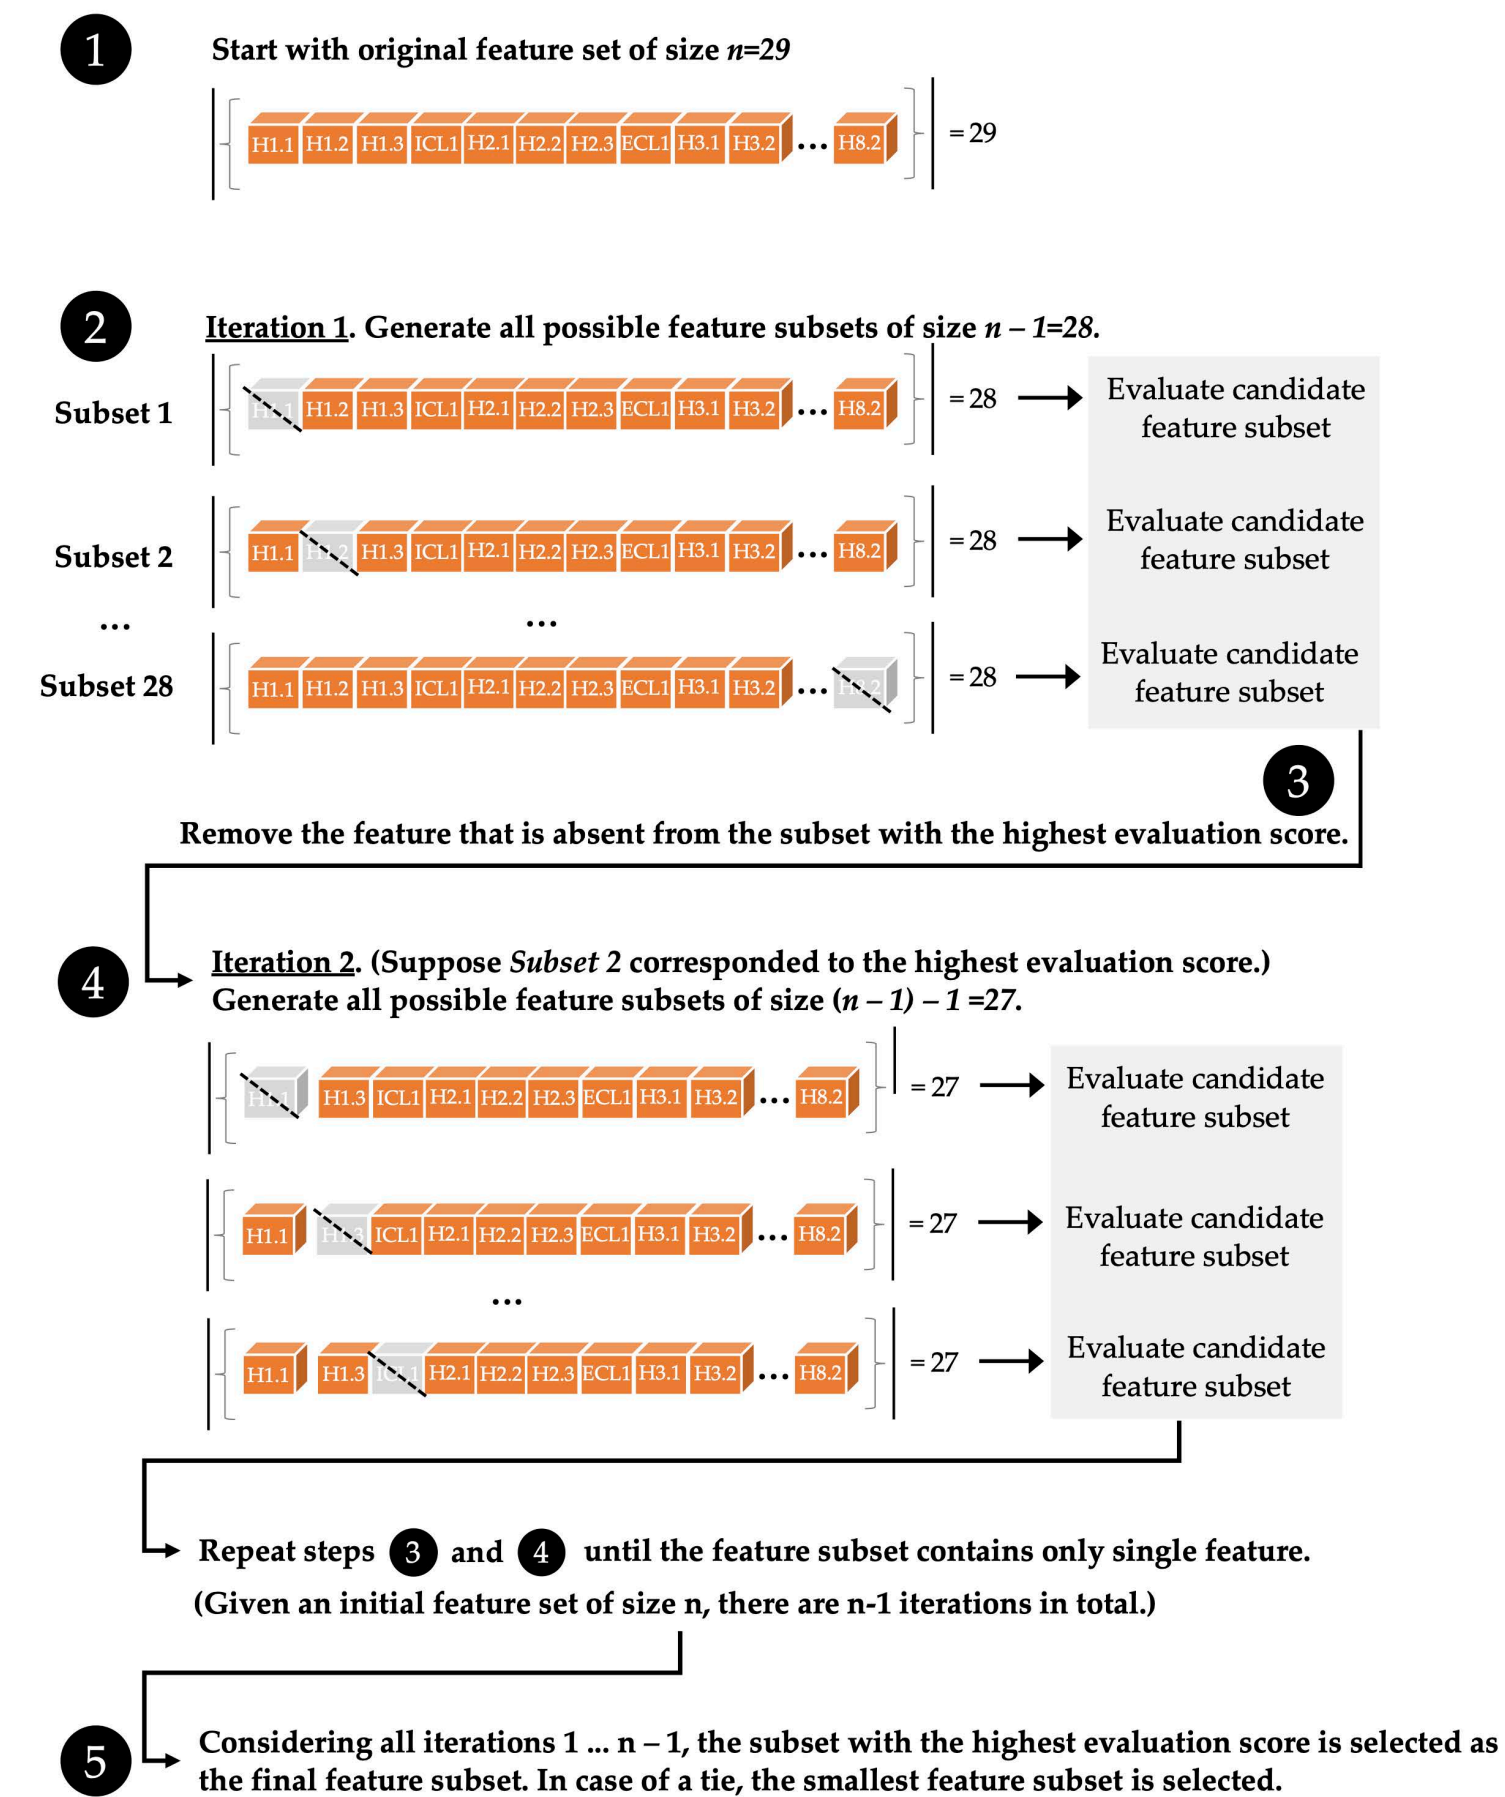 1 Start with original feature set of size n=29
H1.1 H1.2 H1.3 ICL1 H2.1 H2.2 H2.3 ECL1 H3.1 H3.2 ... H8.2 = 29
2 Iteration 1. Generate all possible feature subsets of size n – 1=28.
Subset 1 H1.1 H1.2 H1.3 ICL1 H2.1 H2.2 H2.3 ECL1 H3.1 H3.2 ... H8.2 = 28 Evaluate candidate
feature subset
Subset 2 H1.1 H1.2 H1.3 ICL1 H2.1 H2.2 H2.3 ECL1 H3.1 H3.2 ... H8.2 = 28 Evaluate candidate
feature subset
... ...
Subset 28 H1.1 H1.2 H1.3 ICL1 H2.1 H2.2 H2.3 ECL1 H3.1 H3.2 ... H8.2 = 28 Evaluate candidate
feature subset
3
Remove the feature that is absent from the subset with the highest evaluation score.
4 Iteration 2. (Suppose Subset 2 corresponded to the highest evaluation score.)
Generate all possible feature subsets of size (n – 1) – 1 =27.
H1.1 H1.3 ICL1 H2.1 H2.2 H2.3 ECL1 H3.1 H3.2 ... H8.2 = 27 Evaluate candidate
feature subset
H1.1 H1.3 ICL1 H2.1 H2.2 H2.3 ECL1 H3.1 H3.2 ... H8.2 = 27 Evaluate candidate
feature subset
...
H1.1 H1.3 ICL1 H2.1 H2.2 H2.3 ECL1 H3.1 H3.2 ... H8.2 = 27 Evaluate candidate
feature subset
Repeat steps 3 and 4 until the feature subset contains only single feature.
(Given an initial feature set of size n, there are n-1 iterations in total.)
5 Considering all iterations 1 ... n – 1, the subset with the highest evaluation score is selected as
the final feature subset. In case of a tie, the smallest feature subset is selected.